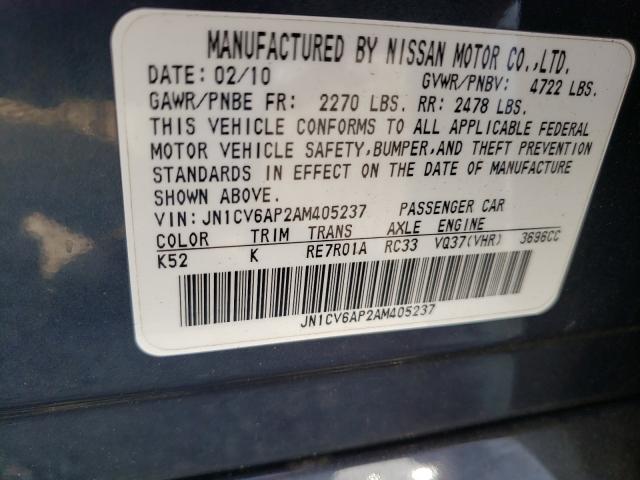 MANUFACTURED BY NISSAN MOTOR CO.,LTD.
DATE: 02/10 GVWR/PNBV: 4722 LBS.
GAWR/PNBE FR: 2270 LBS. RR: 2478 LBS.
THIS VEHICLE CONFORMS TO ALL APPLICABLE FEDERAL
MOTOR VEHICLE SAFETY,BUMPER,AND THEFT PREVENTION
STANDARDS IN EFFECT ON THE DATE OF MANUFACTURE
SHOWN ABOVE.
VIN: JN1CV6AP2AM405237 PASSENGER CAR
COLOR TRIM TRANS AXLE ENGINE
K52 K RE7R01A RC33 VQ37(VHR) 3696CC
JN1CV6AP2AM405237